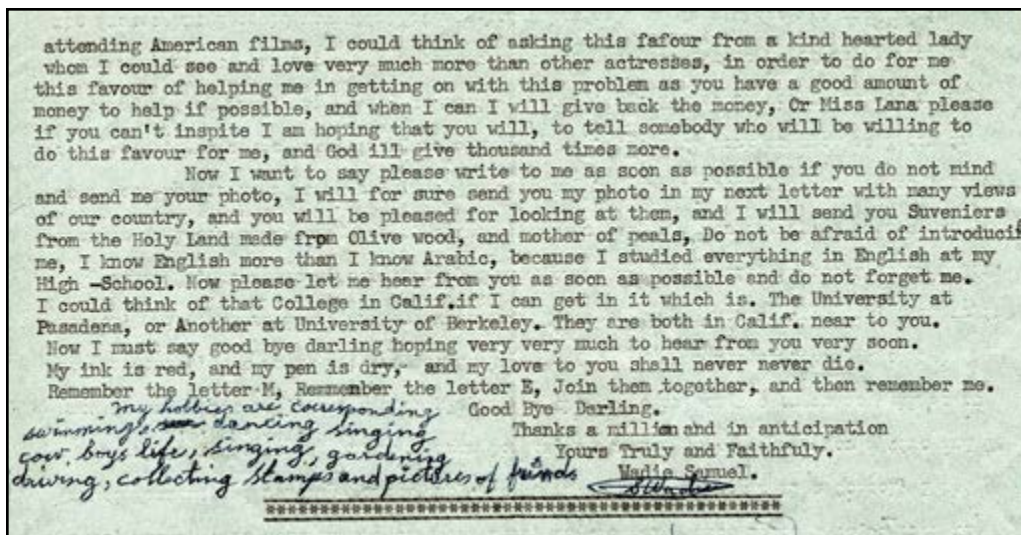 attending American films, I could think of asking this fafour from a kind hearted lady
whom I could see and love very much more than other actresses, in order to do for me
this favour of helping me in getting on with this problem as you have a good amount of
money to help if possible, and when I can I will give back the money, Or Miss Lana please
if you can't inspite I am hoping that you will, to tell somebody who will be willing to
do this favour for me, and God ill give thousand times more.
Now I want to say please write to me as soon as possible if you do not mind
and send me your photo, I will for sure send you my photo in my next letter with many views
of our country, and you will be pleased for looking at them, and I will send you Suveniers
from the Holy Land made from Olive wood, and mother of peals, Do not be afraid of introduci
me, I know English more than I know Arabic, because I studied everything in English at my
High -School. Now please let me hear from you as soon as possible and do not forget me.
I could think of that College in Calif.if I can get in it which is. The University at
Pasadena, or Another at University of Berkeley. They are both in Calif. near to you.
Now I must say good bye darling hoping very very much to hear from you very soon.
My ink is red, and my pen is dry, and my love to you shall never never die.
Remember the letter M, Remmenber the letter E, Join them together, and then remember me.
Good Bye Darling.
Thanks a million and in anticipation
Yours Truly and Faithfuly.
Wadie Samuel.
My hobbies are corresponding
swimming, dancing singing
cow boys life, singing, gardening
driving, collecting stamps and pictures of friends
SWadie